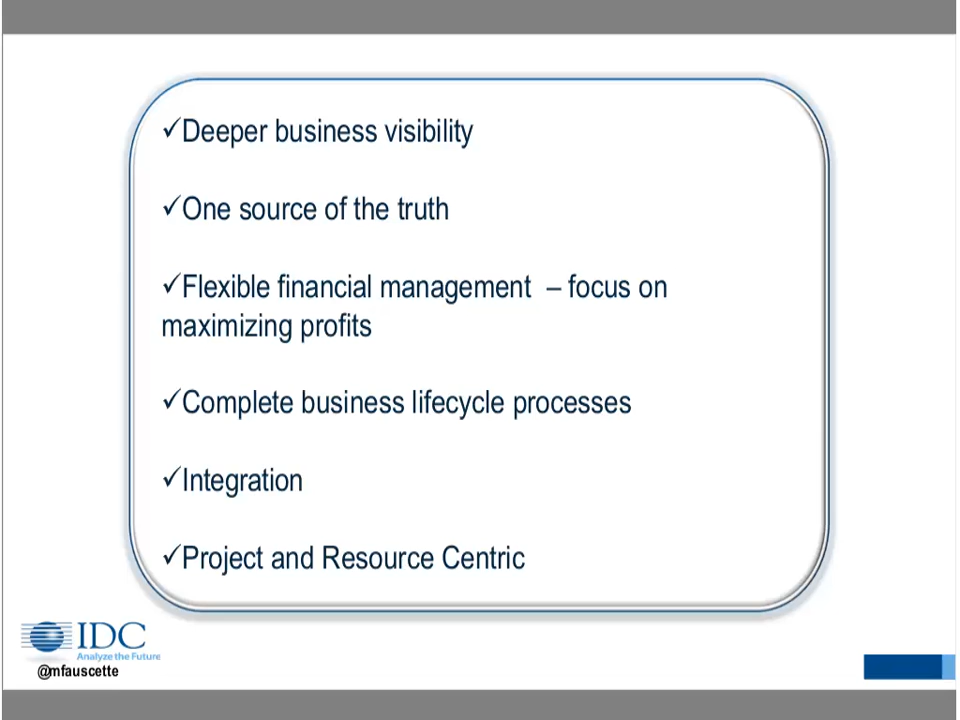 ✓Deeper business visibility
✓One source of the truth
✓Flexible financial management – focus on
maximizing profits
✓Complete business lifecycle processes
✓Integration
✓Project and Resource Centric
IDC
Analyze the Future
@mfauscette